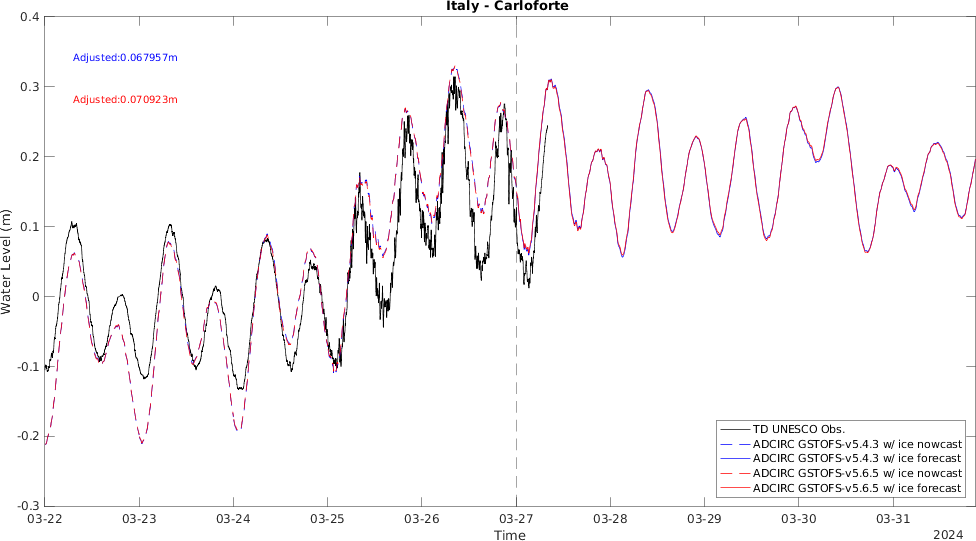 Italy - Carloforte
0.4
0.3
0.2
0.1
0
-0.1
-0.2
-0.3
Water Level (m)
Adjusted:0.067957m
Adjusted:0.070923m
TD UNESCO Obs.
ADCIRC GSTOFS-v5.4.3 w/ ice nowcast
ADCIRC GSTOFS-v5.4.3 w/ ice forecast
ADCIRC GSTOFS-v5.6.5 w/ ice nowcast
ADCIRC GSTOFS-v5.6.5 w/ ice forecast
03-22 03-23 03-24 03-25 03-26 03-27 03-28 03-29 03-30 03-31
Time
2024